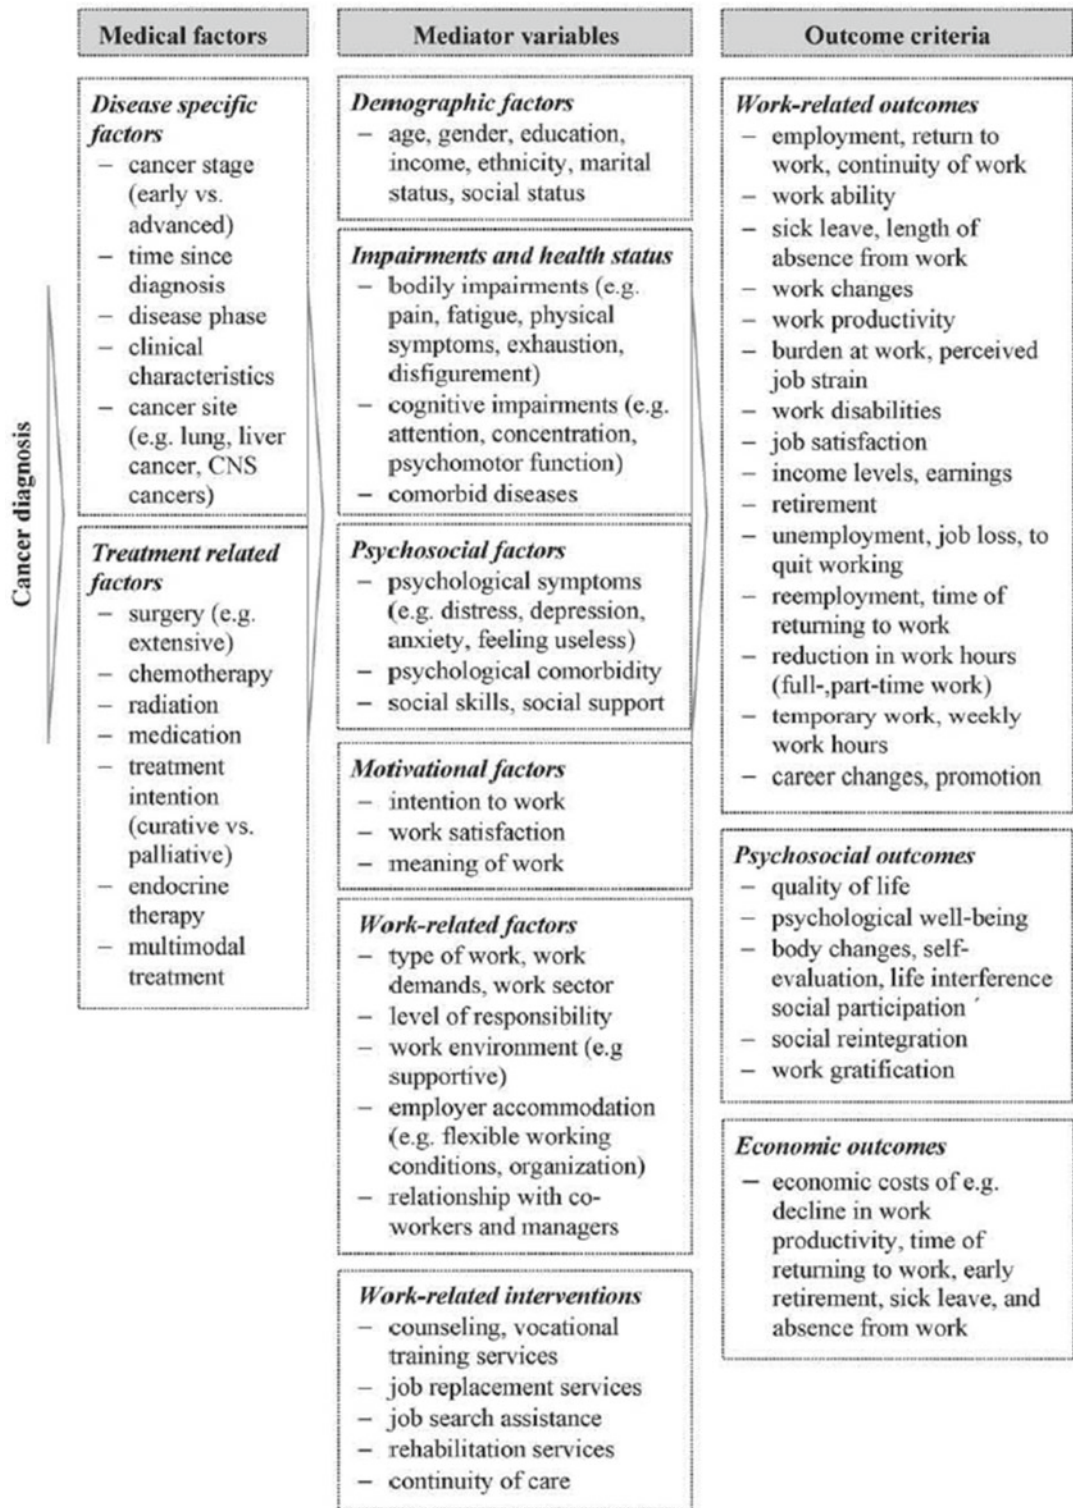 Cancer diagnosis
Medical factors
Disease specific
factors
– cancer stage
(early vs.
advanced)
– time since
diagnosis
– disease phase
– clinical
characteristics
– cancer site
(e.g. lung, liver
cancer, CNS
cancers)
Treatment related
factors
– surgery (e.g.
extensive)
– chemotherapy
– radiation
– medication
– treatment
intention
(curative vs.
palliative)
– endocrine
therapy
– multimodal
treatment
Mediator variables
Demographic factors
– age, gender, education,
income, ethnicity, marital
status, social status
Impairments and health status
– bodily impairments (e.g.
pain, fatigue, physical
symptoms, exhaustion,
disfigurement)
– cognitive impairments (e.g.
attention, concentration,
psychomotor function)
– comorbid diseases
Psychosocial factors
– psychological symptoms
(e.g. distress, depression,
anxiety, feeling useless)
– psychological comorbidity
– social skills, social support
Motivational factors
– intention to work
– work satisfaction
– meaning of work
Work-related factors
– type of work, work
demands, work sector
– level of responsibility
– work environment (e.g
supportive)
– employer accommodation
(e.g. flexible working
conditions, organization)
– relationship with co-
workers and managers
Work-related interventions
– counseling, vocational
training services
– job replacement services
– job search assistance
– rehabilitation services
– continuity of care
Outcome criteria
Work-related outcomes
– employment, return to
work, continuity of work
– work ability
– sick leave, length of
absence from work
– work changes
– work productivity
– burden at work, perceived
job strain
– work disabilities
– job satisfaction
– income levels, earnings
– retirement
– unemployment, job loss, to
quit working
– reemployment, time of
returning to work
– reduction in work hours
(full-,part-time work)
– temporary work, weekly
work hours
– career changes, promotion
Psychosocial outcomes
– quality of life
– psychological well-being
– body changes, self-
evaluation, life interference
social participation ´
– social reintegration
– work gratification
Economic outcomes
– economic costs of e.g.
decline in work
productivity, time of
returning to work, early
retirement, sick leave, and
absence from work